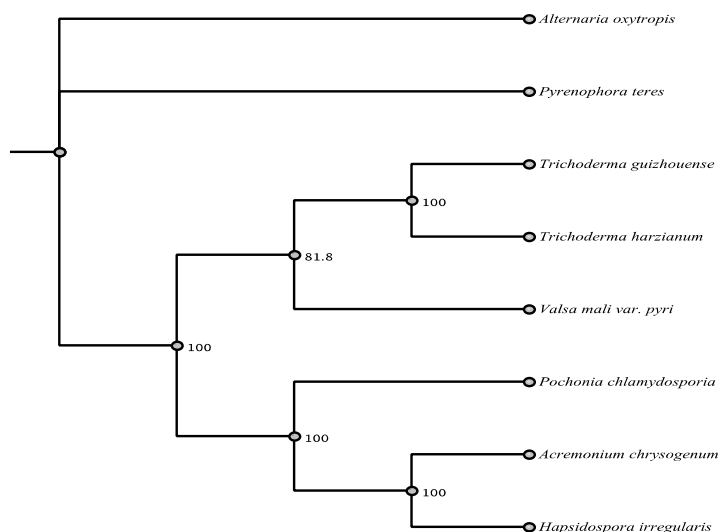 Alternaria oxytropis
Pyrenophora teres
Trichoderma guizhouense
100
Trichoderma harzianum
81.8
Valsa mali var. pyri
100
Pochonia chlamydosporia
100
Acremonium chrysogenum
100
Hapsidospora irregularis